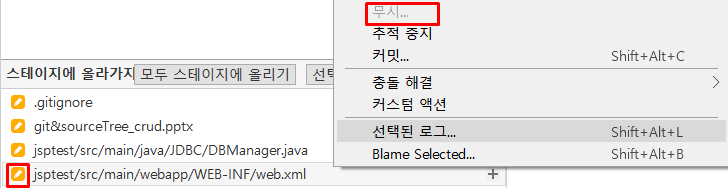 무시...
추적 중지
커밋... Shift+Alt+C
충돌 해결
커스텀 액션
선택된 로그... Shift+Alt+L
Blame Selected... Shift+Alt+B
스테이지에 올라가지 모두 스테이지에 올리기 선택
.gitignore
git&sourceTree_crud.pptx
jsptest/src/main/java/JDBC/DBManager.java
jsptest/src/main/webapp/WEB-INF/web.xml